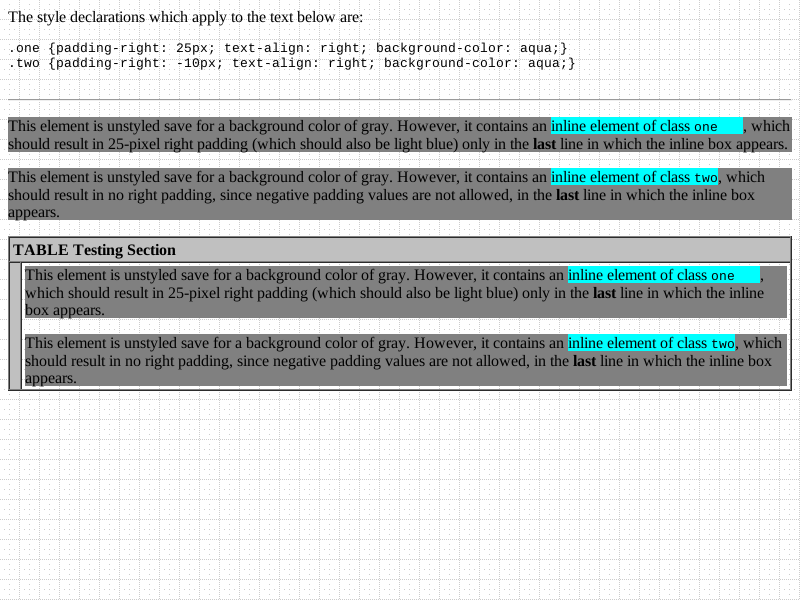 The style declarations which apply to the text below are:
.one {padding-right: 25px; text-align: right; background-color: aqua;}
.two {padding-right: -10px; text-align: right; background-color: aqua;}
This element is unstyled save for a background color of gray. However, it contains an inline element of class one, which
should result in 25-pixel right padding (which should also be light blue) only in the last line in which the inline box appears.
This element is unstyled save for a background color of gray. However, it contains an inline element of class two, which
should result in no right padding, since negative padding values are not allowed, in the last line in which the inline box
appears.
TABLE Testing Section
This element is unstyled save for a background color of gray. However, it contains an inline element of class one,
which should result in 25-pixel right padding (which should also be light blue) only in the last line in which the inline
box appears.
This element is unstyled save for a background color of gray. However, it contains an inline element of class two, which
should result in no right padding, since negative padding values are not allowed, in the last line in which the inline box
appears.